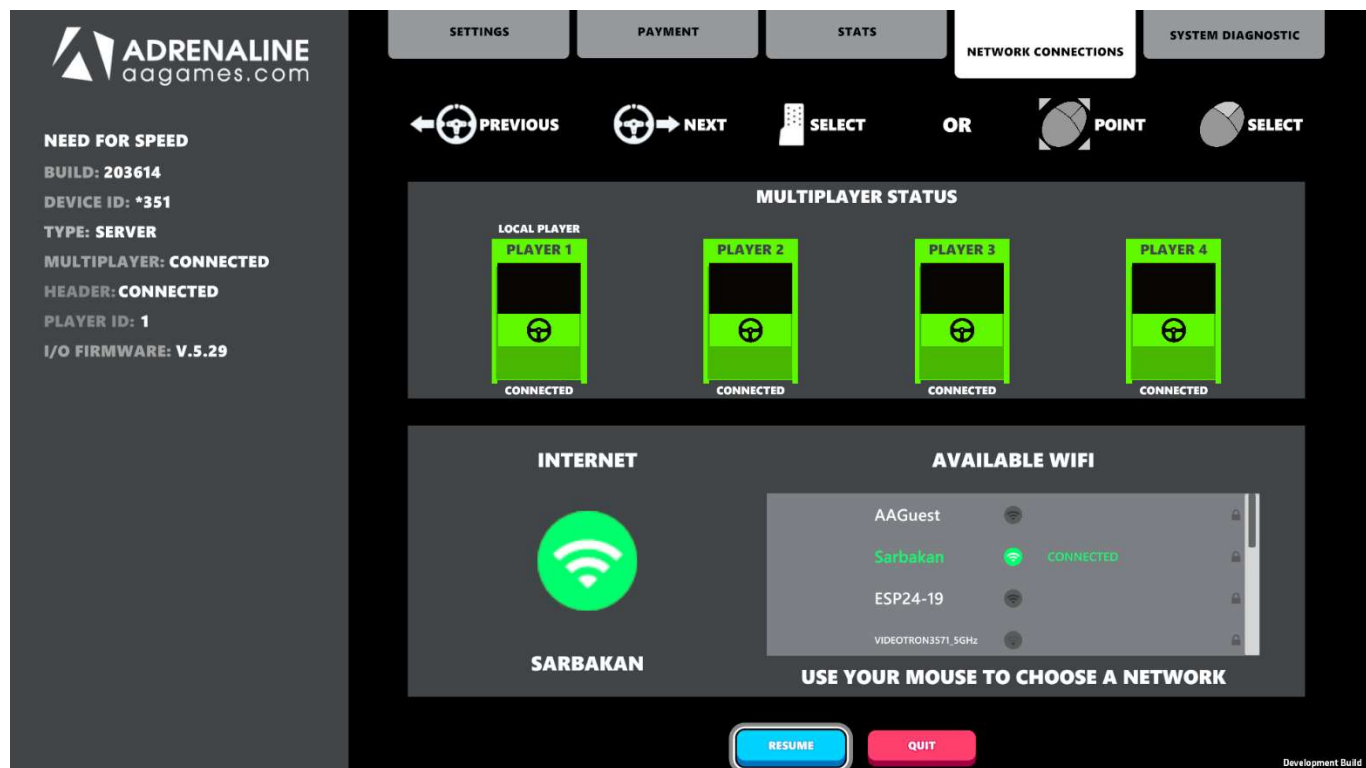 ADRENALINE
aagames.com
NEED FOR SPEED
BUILD: 203614
DEVICE ID: *351
TYPE: SERVER
MULTIPLAYER: CONNECTED
HEADER: CONNECTED
PLAYER ID: 1
I/O FIRMWARE: V.5.29
SETTINGS
PAYMENT
STATS
NETWORK CONNECTIONS
SYSTEM DIAGNOSTIC
PREVIOUS
NEXT
SELECT
OR
POINT
SELECT
MULTIPLAYER STATUS
LOCAL PLAYER
PLAYER 1
PLAYER 2
PLAYER 3
PLAYER 4
CONNECTED
CONNECTED
CONNECTED
CONNECTED
INTERNET
SARBAKAN
AVAILABLE WIFI
AAGuest
Sarbakan CONNECTED
ESP24-19
VIDEOTRON3571_5GHz
USE YOUR MOUSE TO CHOOSE A NETWORK
RESUME
QUIT
Development Build